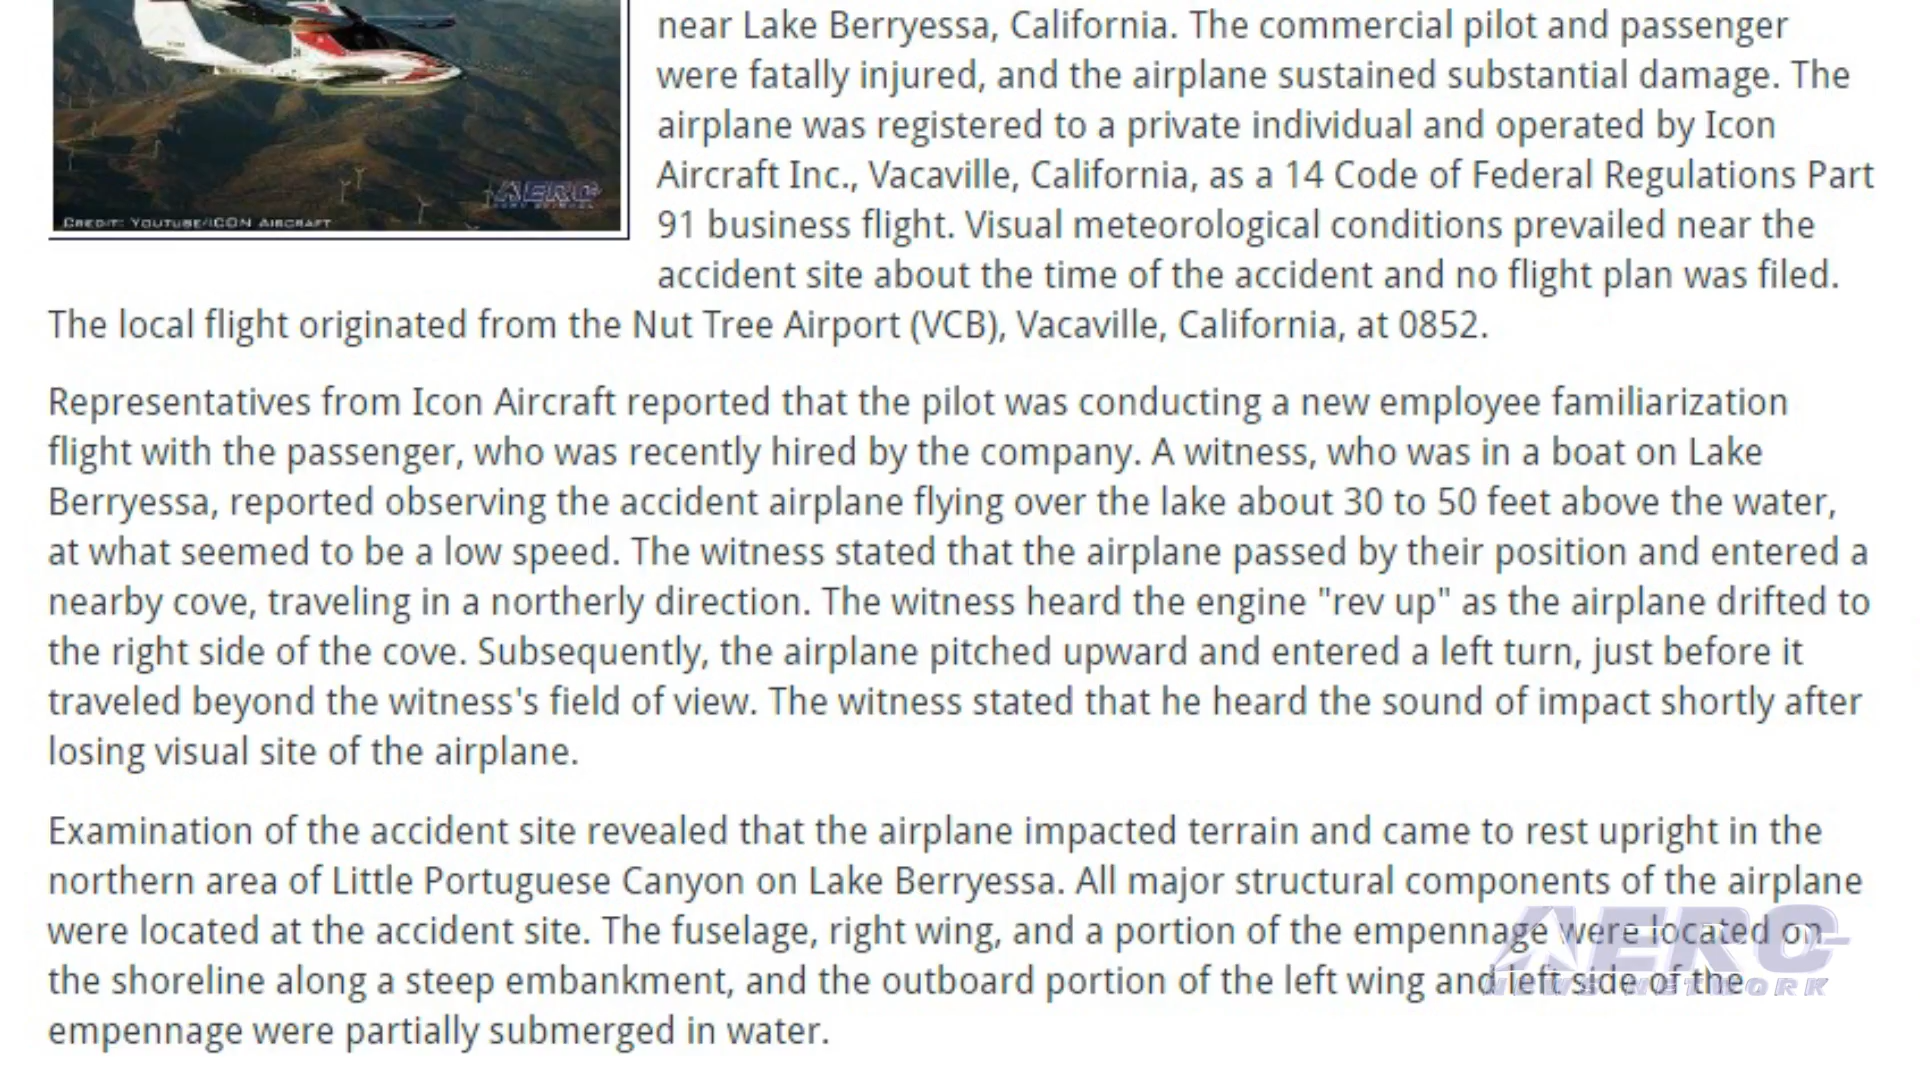 near Lake Berryessa, California. The commercial pilot and passenger
were fatally injured, and the airplane sustained substantial damage. The
airplane was registered to a private individual and operated by Icon
Aircraft Inc., Vacaville, California, as a 14 Code of Federal Regulations Part
91 business flight. Visual meteorological conditions prevailed near the
accident site about the time of the accident and no flight plan was filed.
AERO
CREDIT: YOUTUBE/ICON AIRCRAFT
The local flight originated from the Nut Tree Airport (VCB), Vacaville, California, at 0852.
Representatives from Icon Aircraft reported that the pilot was conducting a new employee familiarization
flight with the passenger, who was recently hired by the company. A witness, who was in a boat on Lake
Berryessa, reported observing the accident airplane flying over the lake about 30 to 50 feet above the water,
at what seemed to be a low speed. The witness stated that the airplane passed by their position and entered a
nearby cove, traveling in a northerly direction. The witness heard the engine "rev up" as the airplane drifted to
the right side of the cove. Subsequently, the airplane pitched upward and entered a left turn, just before it
traveled beyond the witness's field of view. The witness stated that he heard the sound of impact shortly after
losing visual site of the airplane.
Examination of the accident site revealed that the airplane impacted terrain and came to rest upright in the
northern area of Little Portuguese Canyon on Lake Berryessa. All major structural components of the airplane
were located at the accident site. The fuselage, right wing, and a portion of the empennage were located on
the shoreline along a steep embankment, and the outboard portion of the left wing and left side of the
empennage were partially submerged in water.
AERO
NEWS NETWORK